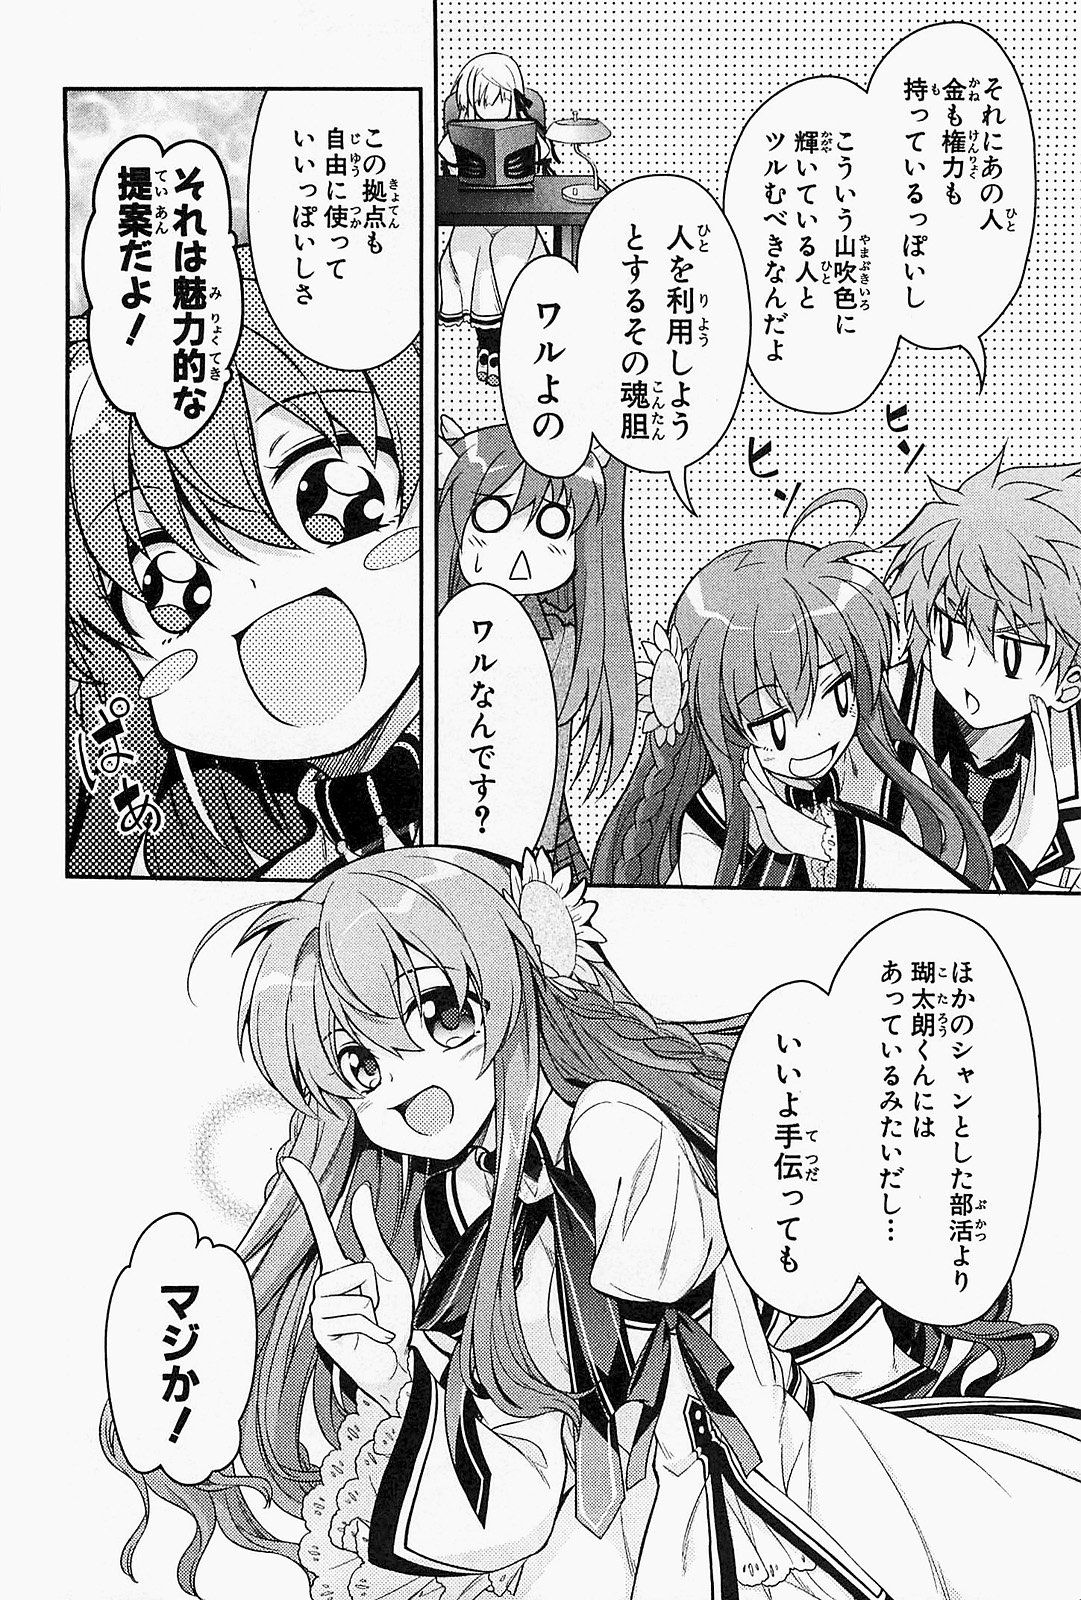 それにあの人
金も権力も
持っているっぽいし
こういう山吹色に
輝いている人と
ツルむべきなんだよ
ヒソ
ヒソ
人を利用しよう
とするその魂胆
ワルよの
ワルなんです?
この拠点も
自由に使って
いいっぽいしさ
それは魅力的な
提案だよ!
ぱぁ
ほかのシャンとした部活より
瑚太朗くんには
あっているみたいだし…
いいよ手伝っても
マジか!